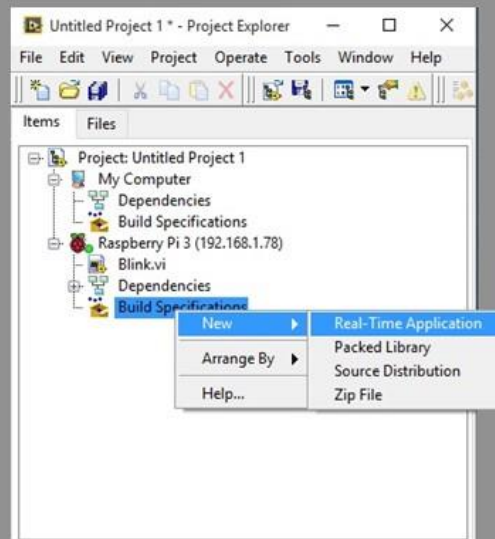 Untitled Project 1 * - Project Explorer
File Edit View Project Operate Tools Window Help
Items Files
Project: Untitled Project 1
My Computer
Dependencies
Build Specifications
Raspberry Pi 3 (192.168.1.78)
Blink.vi
Dependencies
Build Specifications
New
Arrange By
Help...
Real-Time Application
Packed Library
Source Distribution
Zip File